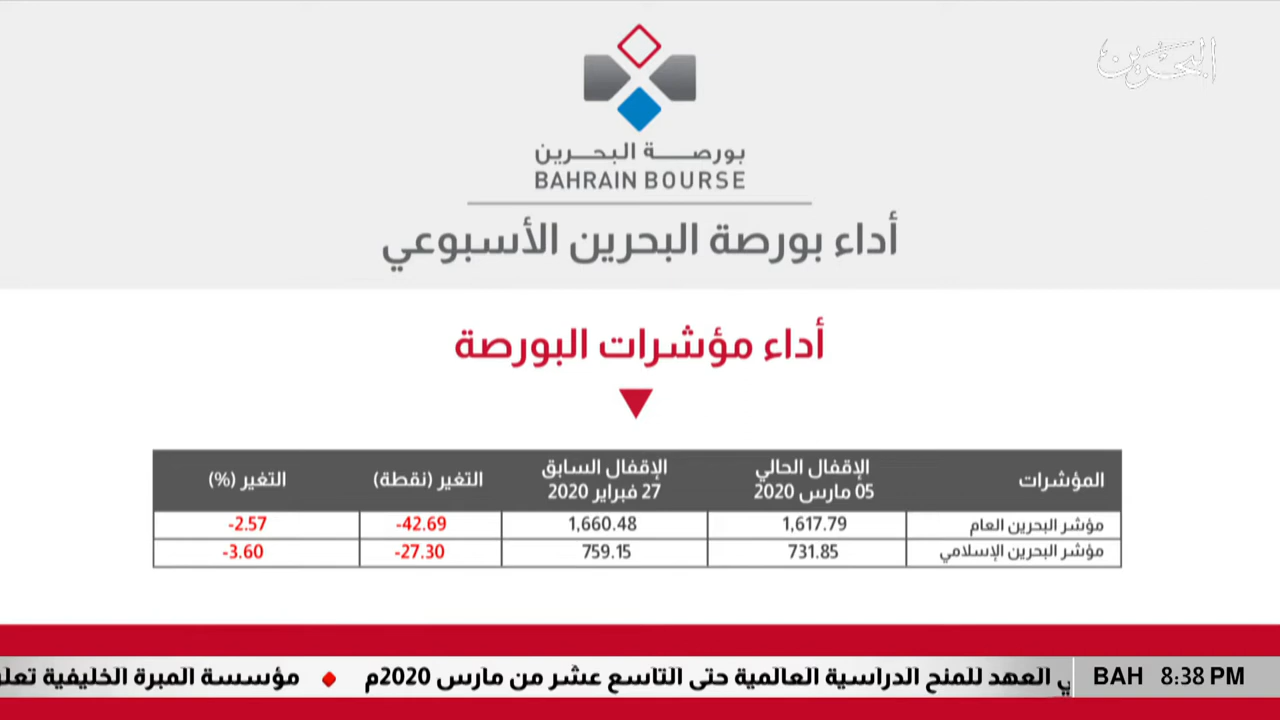 البحرين
بورصة البحرين
BAHRAIN BOURSE
أداء بورصة البحرين الأسبوعي
أداء مؤشرات البورصة
المؤشرات الإقفال الحالي 05 مارس 2020 الإقفال السابق 27 فبراير 2020 التغير (نقطة) التغير (%)
مؤشر البحرين العام 1,617.79 1,660.48 -42.69 -2.57
مؤشر البحرين الإسلامي 731.85 759.15 -27.30 -3.60
BAH 8:38 PM
العهد للمنح الدراسية العالمية حتى التاسع عشر من مارس 2020م ♦ مؤسسة المبرة الخليفية